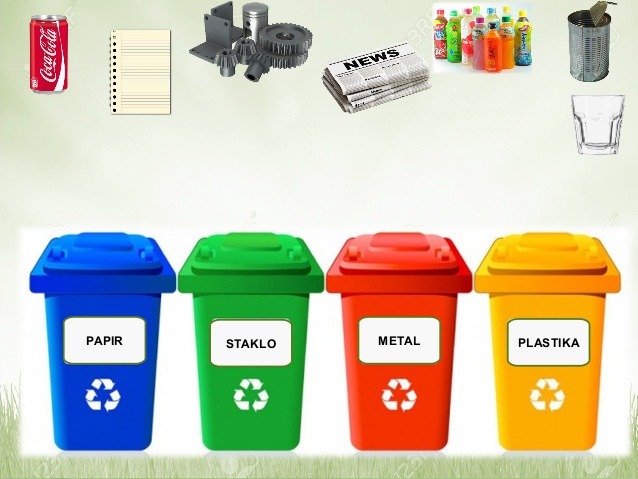 Coca-Cola
NEWS
PAPIR
STAKLO
METAL
PLASTIKA